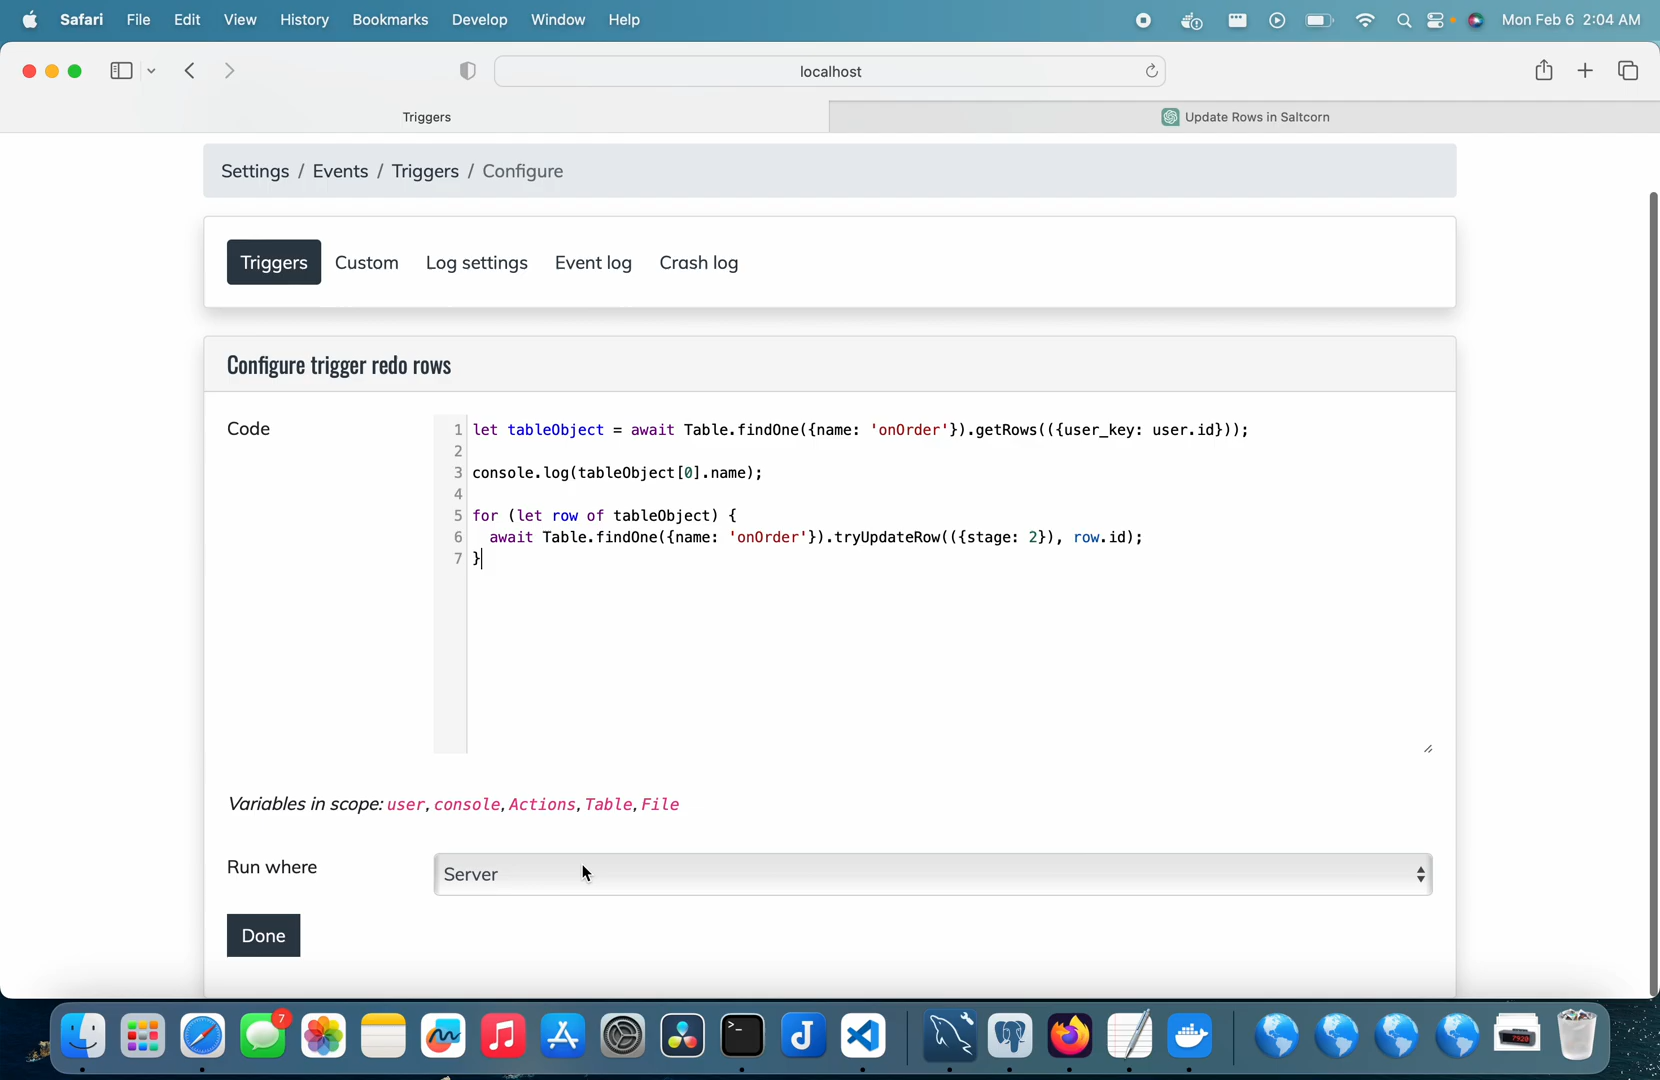 Safari File Edit View History Bookmarks Develop Window Help Mon Feb 6 2:04 AM
localhost
Triggers Update Rows in Saltcorn
Settings / Events / Triggers / Configure
Triggers Custom Log settings Event log Crash log
Configure trigger redo rows
Code
1 let tableObject = await Table.findOne({name: 'onOrder'}).getRows(({user_key: user.id}));
2
3 console.log(tableObject[0].name);
4
5 for (let row of tableObject) {
6 await Table.findOne({name: 'onOrder'}).tryUpdateRow(({stage: 2}), row.id);
7 }
Variables in scope: user, console, Actions, Table, File
Run where Server
Done
7